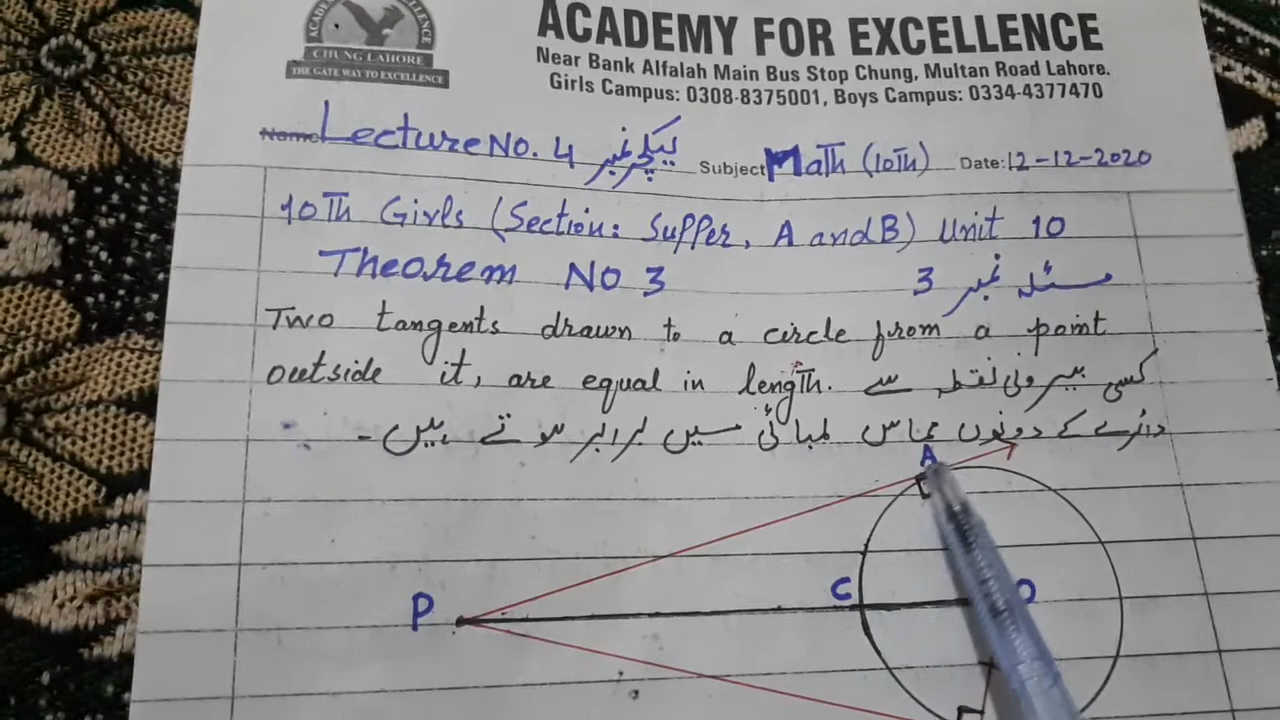 ACADEMY FOR EXCELLENCE
CHUNG LAHORE
THE GATE WAY TO EXCELLENCE
Near Bank Alfalah Main Bus Stop Chung, Multan Road Lahore.
Girls Campus: 0308-8375001, Boys Campus: 0334-4377470
Name Lecture No. 4 لیکچر نمبر Subject Math (10Th) Date: 12-12-2020
10Th Girls (Section: Supper, A and B) Unit 10
Theorem No 3 مسئلہ نمبر 3
Two tangents drawn to a circle from a point
outside it, are equal in length. کسی بیرونی نقطہ سے
دائرے کے دونوں مماس لمبائی میں برابر ہوتے ہیں-
A
C
P